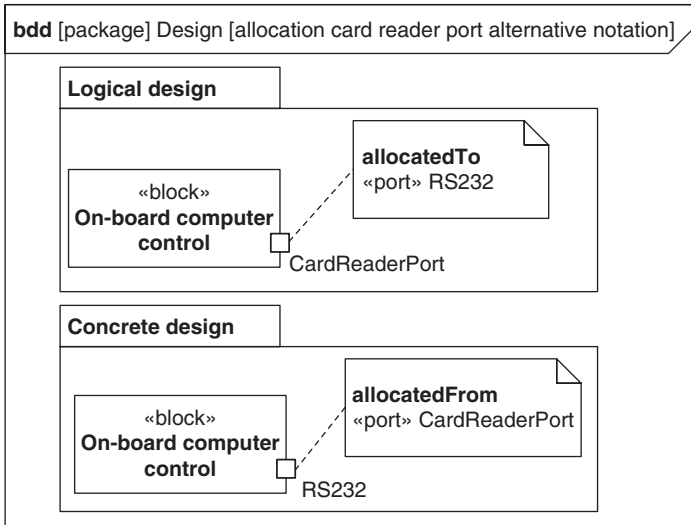 bdd [package] Design [allocation card reader port alternative notation]
Logical design
allocatedTo
«port» RS232
«block»
On-board computer
control
CardReaderPort
Concrete design
allocatedFrom
«port» CardReaderPort
«block»
On-board computer
control
RS232